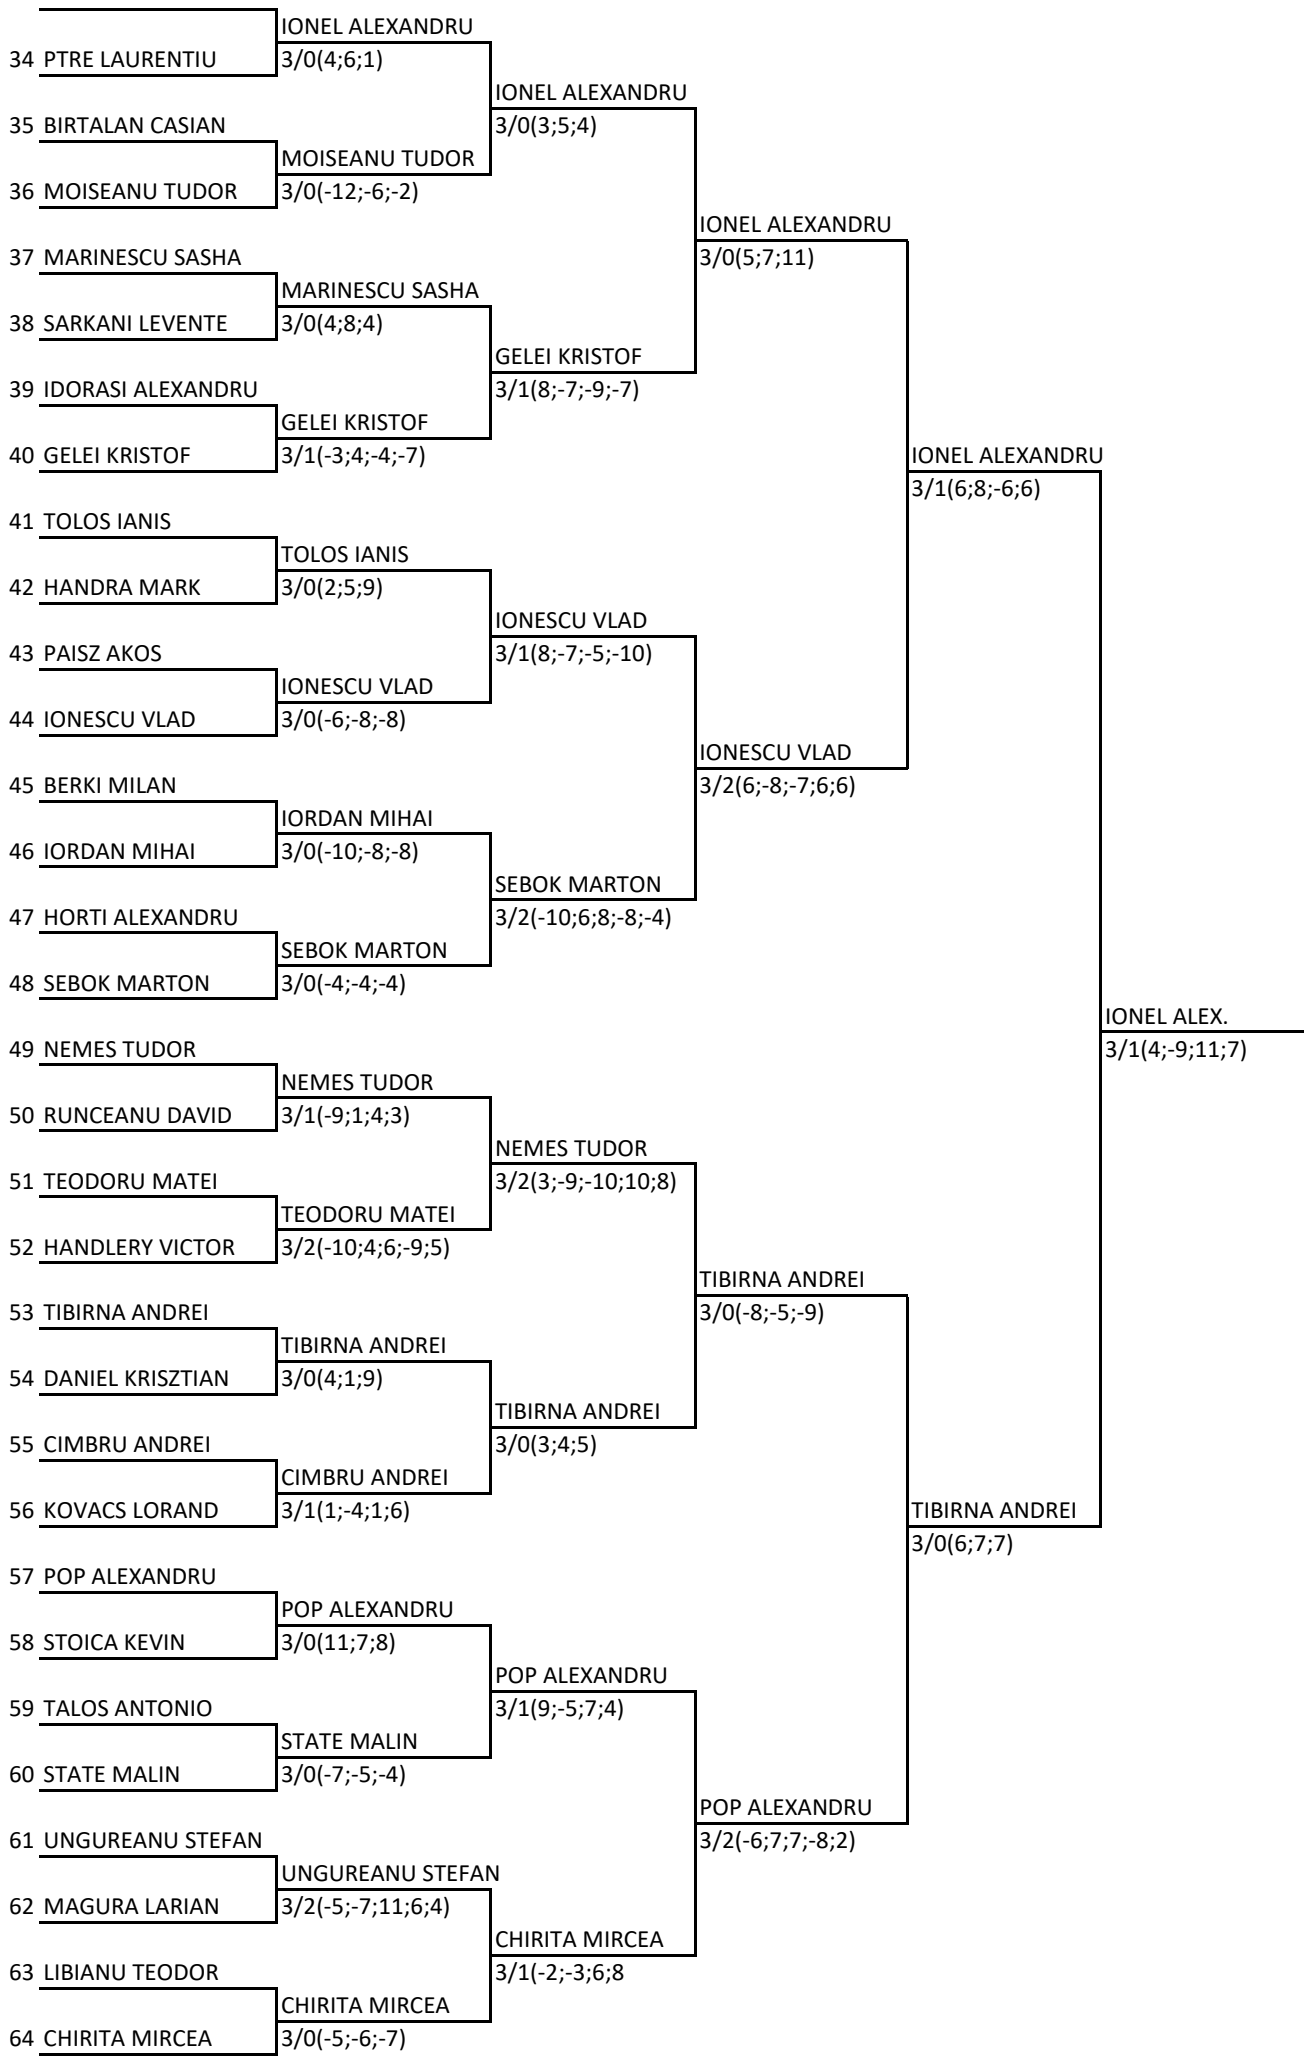 IONEL ALEXANDRU
34 PTRE LAURENTIU
3/0(4;6;1)
IONEL ALEXANDRU
35 BIRTALAN CASIAN
3/0(3;5;4)
MOISEANU TUDOR
36 MOISEANU TUDOR
3/0(-12;-6;-2)
IONEL ALEXANDRU
37 MARINESCU SASHA
3/0(5;7;11)
MARINESCU SASHA
38 SARKANI LEVENTE
3/0(4;8;4)
GELEI KRISTOF
39 IDORASI ALEXANDRU
3/1(8;-7;-9;-7)
GELEI KRISTOF
40 GELEI KRISTOF
3/1(-3;4;-4;-7)
IONEL ALEXANDRU
3/1(6;8;-6;6)
41 TOLOS IANIS
TOLOS IANIS
42 HANDRA MARK
3/0(2;5;9)
IONESCU VLAD
43 PAISZ AKOS
3/1(8;-7;-5;-10)
IONESCU VLAD
44 IONESCU VLAD
3/0(-6;-8;-8)
IONESCU VLAD
45 BERKI MILAN
3/2(6;-8;-7;6;6)
IORDAN MIHAI
46 IORDAN MIHAI
3/0(-10;-8;-8)
SEBOK MARTON
47 HORTI ALEXANDRU
3/2(-10;6;8;-8;-4)
SEBOK MARTON
48 SEBOK MARTON
3/0(-4;-4;-4)
IONEL ALEX.
49 NEMES TUDOR
3/1(4;-9;11;7)
NEMES TUDOR
50 RUNCEANU DAVID
3/1(-9;1;4;3)
NEMES TUDOR
51 TEODORU MATEI
3/2(3;-9;-10;10;8)
TEODORU MATEI
52 HANDLERY VICTOR
3/2(-10;4;6;-9;5)
TIBIRNA ANDREI
53 TIBIRNA ANDREI
3/0(-8;-5;-9)
TIBIRNA ANDREI
54 DANIEL KRISZTIAN
3/0(4;1;9)
TIBIRNA ANDREI
55 CIMBRU ANDREI
3/0(3;4;5)
CIMBRU ANDREI
56 KOVACS LORAND
3/1(1;-4;1;6)
TIBIRNA ANDREI
3/0(6;7;7)
57 POP ALEXANDRU
POP ALEXANDRU
58 STOICA KEVIN
3/0(11;7;8)
POP ALEXANDRU
59 TALOS ANTONIO
3/1(9;-5;7;4)
STATE MALIN
60 STATE MALIN
3/0(-7;-5;-4)
POP ALEXANDRU
61 UNGUREANU STEFAN
3/2(-6;7;7;-8;2)
UNGUREANU STEFAN
62 MAGURA LARIAN
3/2(-5;-7;11;6;4)
CHIRITA MIRCEA
63 LIBIANU TEODOR
3/1(-2;-3;6;8
CHIRITA MIRCEA
64 CHIRITA MIRCEA
3/0(-5;-6;-7)